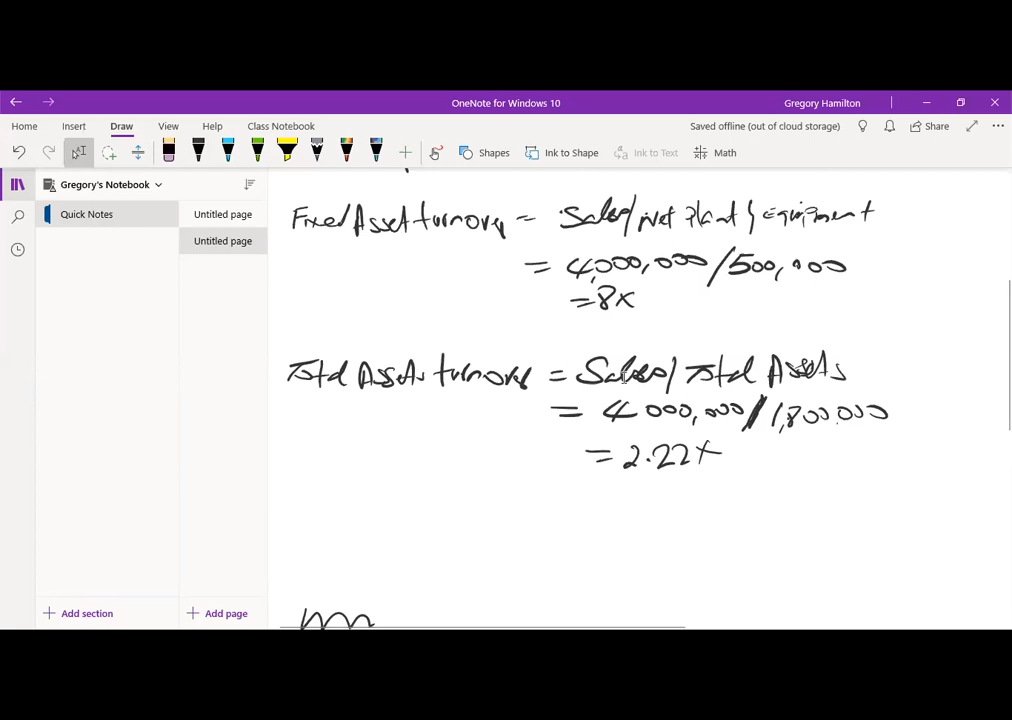 OneNote for Windows 10
Gregory Hamilton
Home Insert Draw View Help Class Notebook
Saved offline (out of cloud storage) Share
Shapes Ink to Shape Ink to Text Math
Gregory's Notebook
Quick Notes
Untitled page
Untitled page
Fixed Asset turnover = Sales/net plant & equipment
= 4,000,000/500,000
= 8x
Total Assets turnover = Sales/Total Assets
= 4 000,000/1,800.000
= 2.22x
Add section
Add page